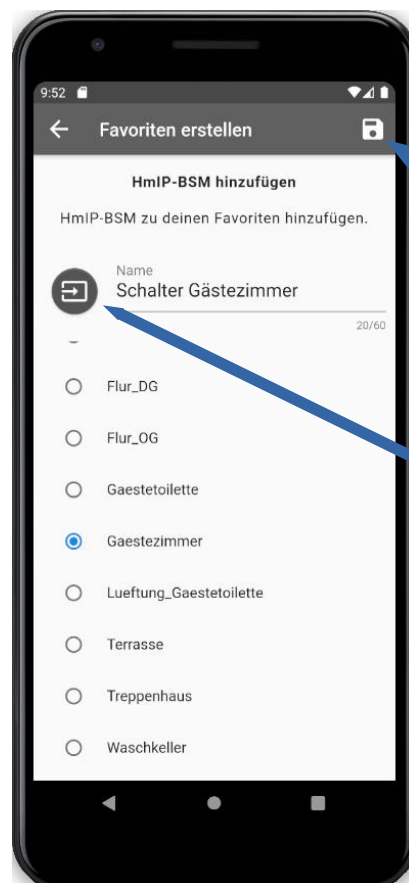 9:52
Favoriten erstellen
HmIP-BSM hinzufügen
HmIP-BSM zu deinen Favoriten hinzufügen.
Name
Schalter Gästezimmer
20/60
Flur_DG
Flur_OG
Gaestetoilette
Gaestezimmer
Lueftung_Gaestetoilette
Terrasse
Treppenhaus
Waschkeller